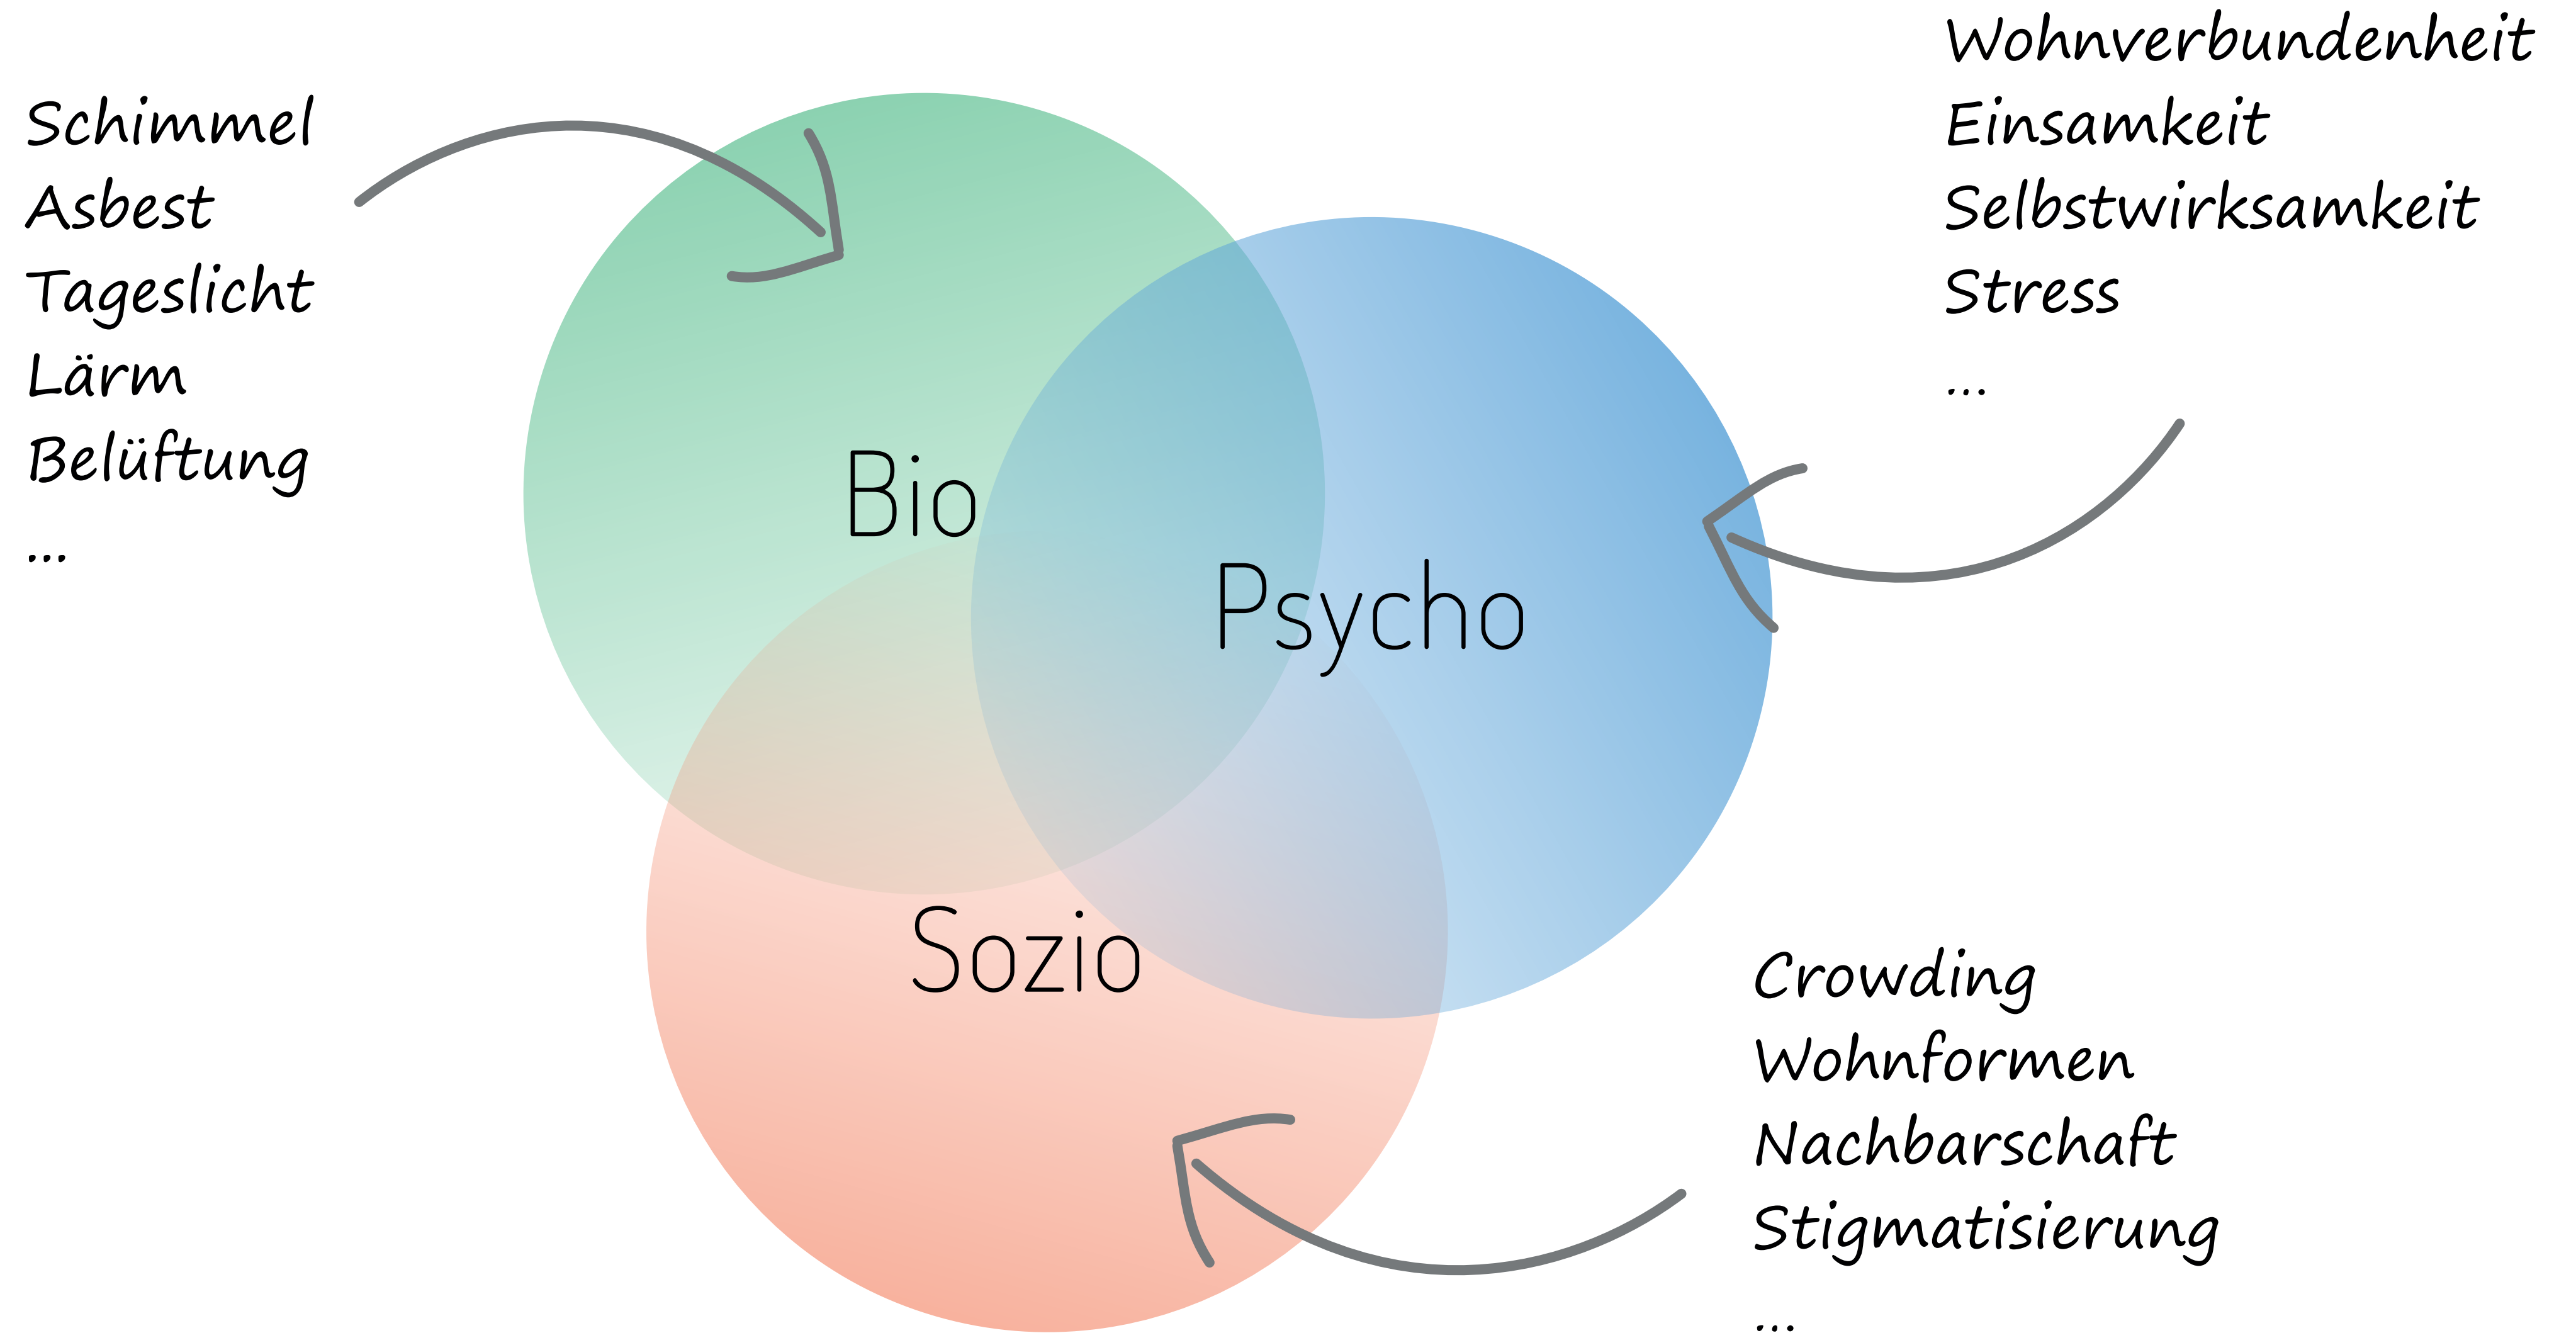 Schimmel
Asbest
Tageslicht
Lärm
Belüftung
...
Wohnverbundenheit
Einsamkeit
Selbstwirksamkeit
Stress
...
Bio
Psycho
Sozio
Crowding
Wohnformen
Nachbarschaft
Stigmatisierung
...